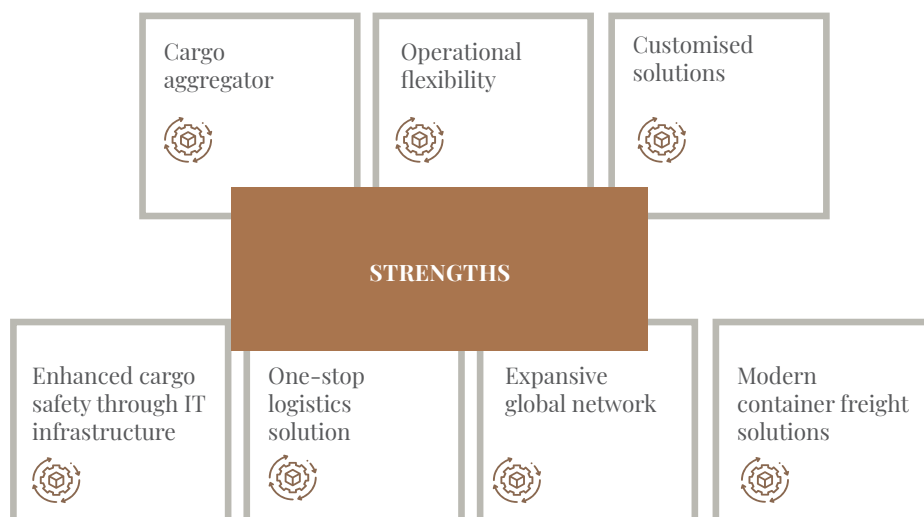 Cargo
aggregator
Operational
flexibility
Customised
solutions
STRENGTHS
Enhanced cargo
safety through IT
infrastructure
One-stop
logistics
solution
Expansive
global network
Modern
container freight
solutions